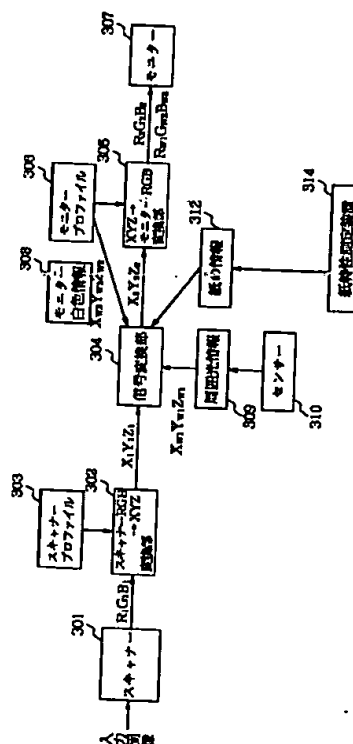 入力画像
301
スキャナー
R₁G₁B₁
303
スキャナー
プロファイル
302
スキャナーRGB
→XYZ
変換部
X₁Y₁Z₁
304
信号変換部
308
モニター
白色情報
Xw₂Yw₂Zw₂
306
モニター
プロファイル
X₂Y₂Z₂
305
XYZ→
モニターRGB
変換部
R₂G₂B₂
Rw₂Gw₂Bw₂
307
モニター
Xw₁Yw₁Zw₁
周囲光情報
309
センサー
310
312
紙の情報
314
紙特性測定装置